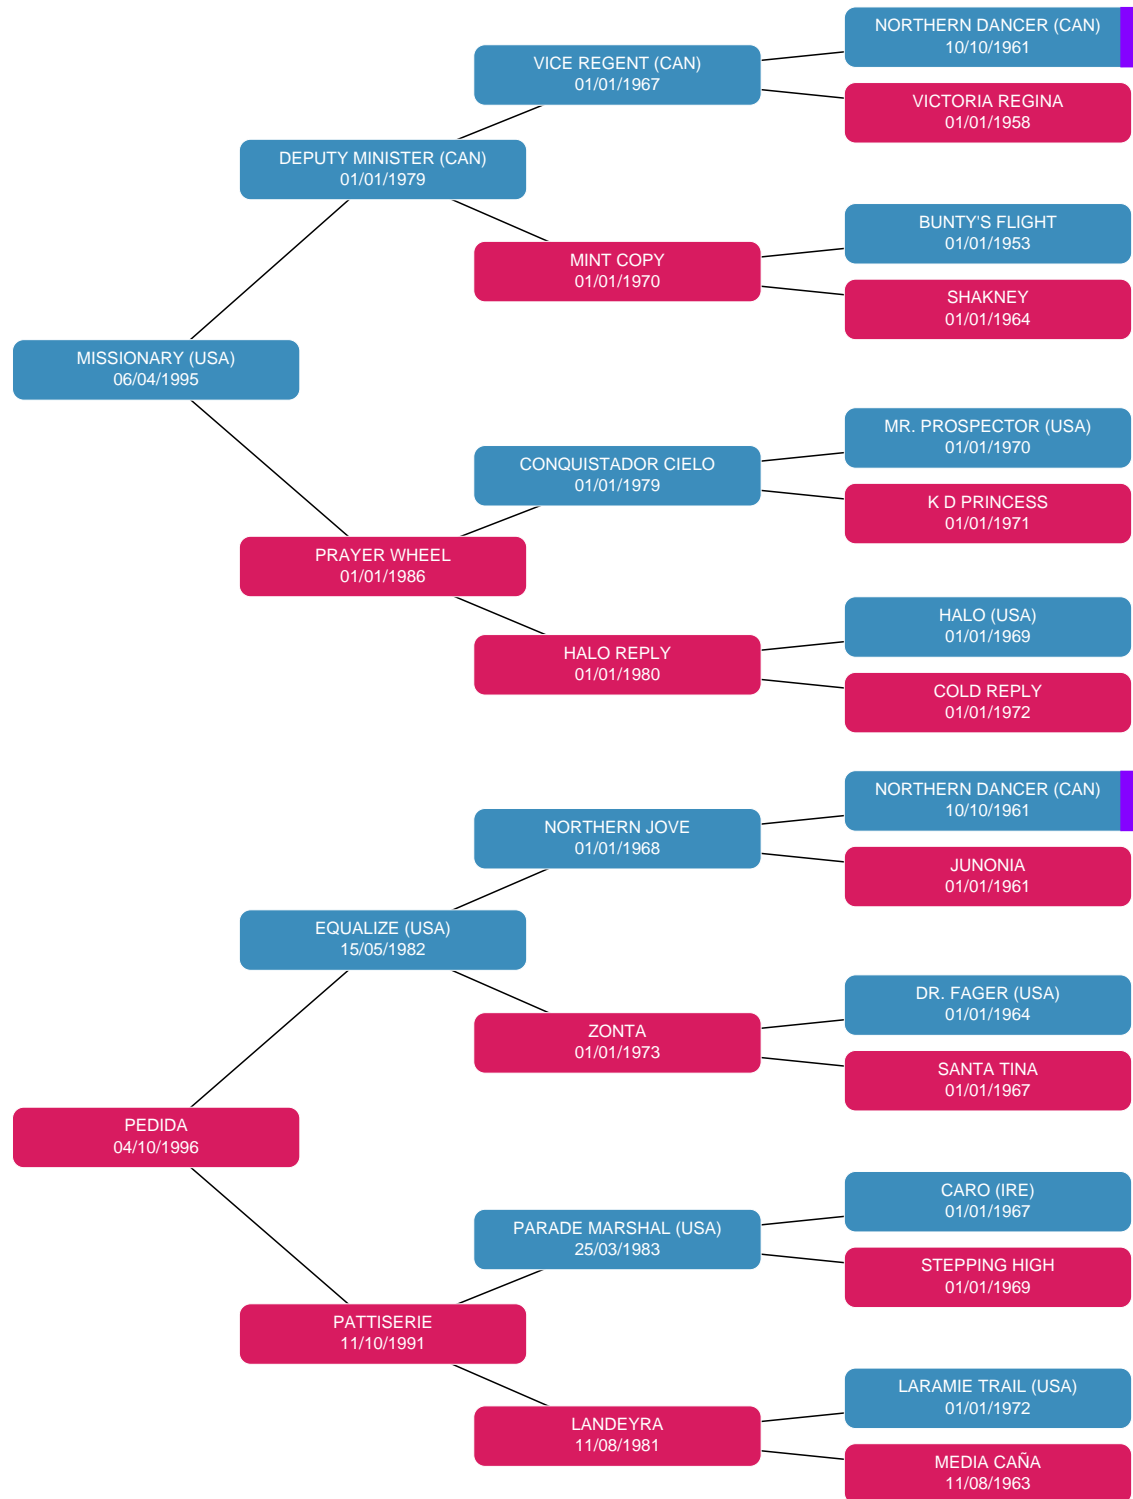 NORTHERN DANCER (CAN)
10/10/1961
VICE REGENT (CAN)
01/01/1967
VICTORIA REGINA
01/01/1958
DEPUTY MINISTER (CAN)
01/01/1979
BUNTY'S FLIGHT
01/01/1953
MINT COPY
01/01/1970
SHAKNEY
01/01/1964
MISSIONARY (USA)
06/04/1995
MR. PROSPECTOR (USA)
01/01/1970
CONQUISTADOR CIELO
01/01/1979
K D PRINCESS
01/01/1971
PRAYER WHEEL
01/01/1986
HALO (USA)
01/01/1969
HALO REPLY
01/01/1980
COLD REPLY
01/01/1972
NORTHERN DANCER (CAN)
10/10/1961
NORTHERN JOVE
01/01/1968
JUNONIA
01/01/1961
EQUALIZE (USA)
15/05/1982
DR. FAGER (USA)
01/01/1964
ZONTA
01/01/1973
SANTA TINA
01/01/1967
PEDIDA
04/10/1996
CARO (IRE)
01/01/1967
PARADE MARSHAL (USA)
25/03/1983
STEPPING HIGH
01/01/1969
PATTISERIE
11/10/1991
LARAMIE TRAIL (USA)
01/01/1972
LANDEYRA
11/08/1981
MEDIA CAÑA
11/08/1963